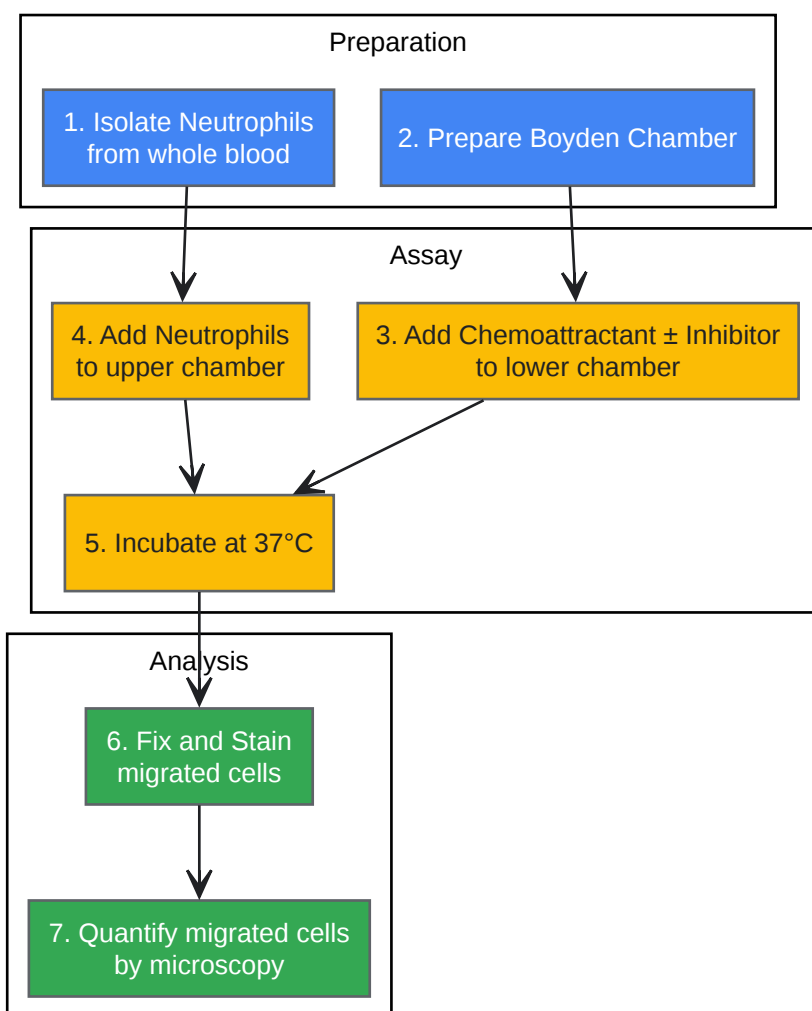 Preparation
1. Isolate Neutrophils
from whole blood
2. Prepare Boyden Chamber
Assay
4. Add Neutrophils
to upper chamber
3. Add Chemoattractant ± Inhibitor
to lower chamber
5. Incubate at 37°C
Analysis
6. Fix and Stain
migrated cells
7. Quantify migrated cells
by microscopy